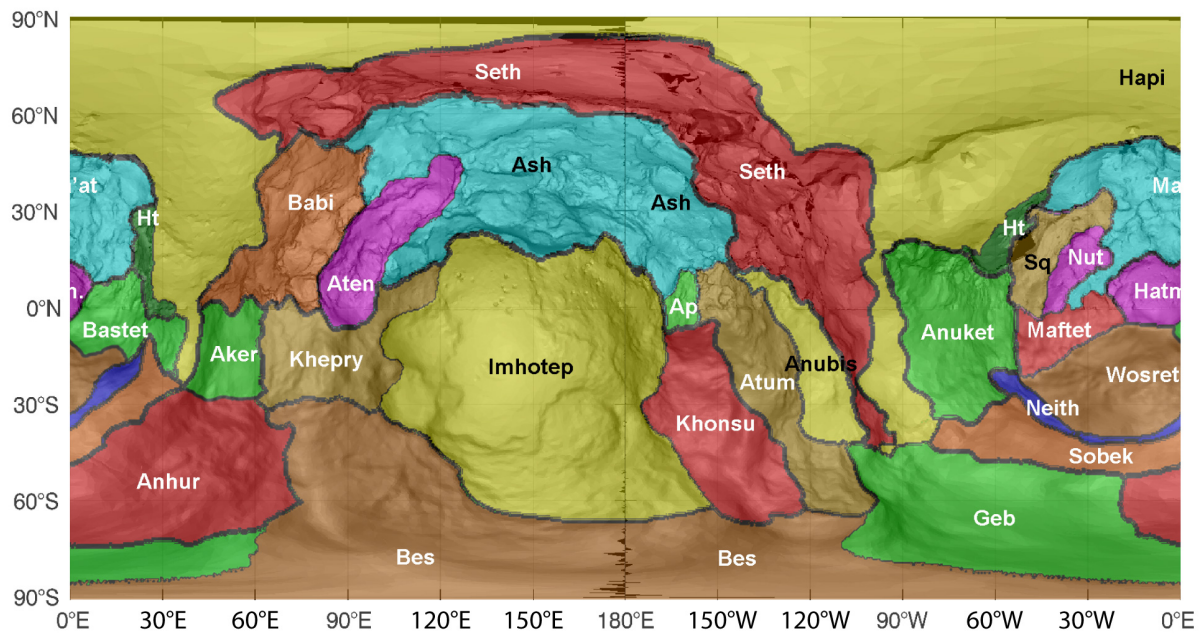 90°N
Seth
Hapi
60°N
Ash
Seth
'at
Ma
30°N
Babi
Ash
Ht
Ht
Sq
Nut
Aten
n.
Hatm
0°N
Ap
Bastet
Aker
Khepry
Imhotep
Anubis
Anuket
Maftet
Atum
Wosret
30°S
Khonsu
Neith
Sobek
Anhur
60°S
Geb
Bes
Bes
90°S
0°E 30°E 60°E 90°E 120°E 150°E 180°E 150°W 120°W 90°W 60°W 30°W 0°E